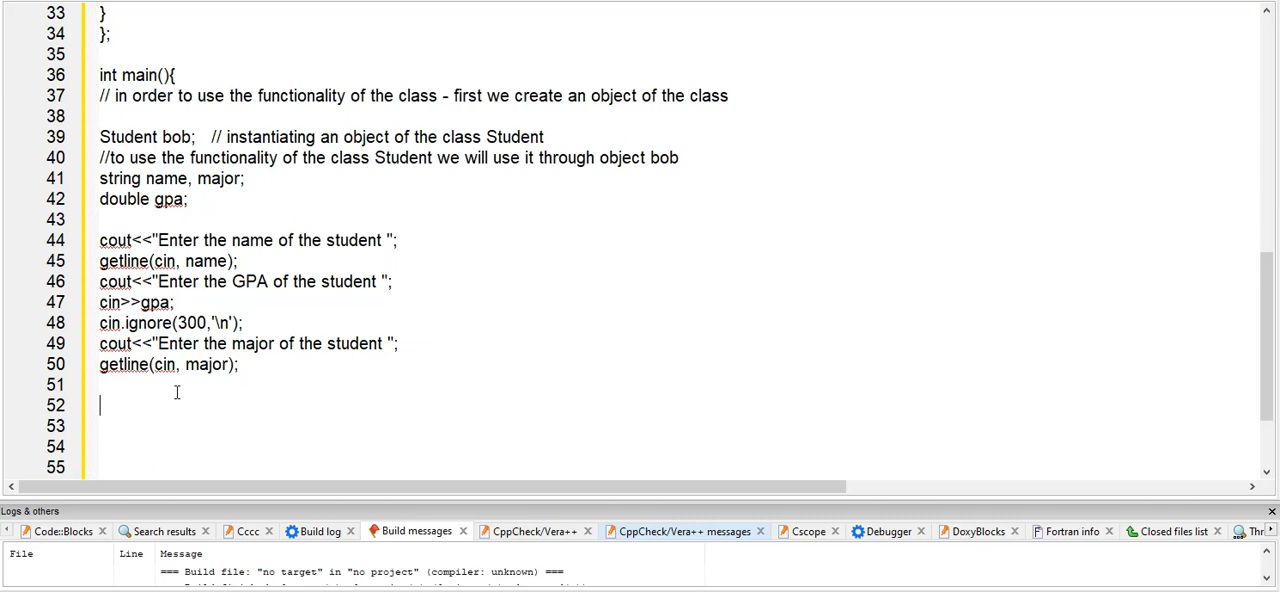 33 }
34 };
35
36 int main(){
37 // in order to use the functionality of the class - first we create an object of the class
38
39 Student bob; // instantiating an object of the class Student
40 //to use the functionality of the class Student we will use it through object bob
41 string name, major;
42 double gpa;
43
44 cout<<"Enter the name of the student ";
45 getline(cin, name);
46 cout<<"Enter the GPA of the student ";
47 cin>>gpa;
48 cin.ignore(300,'\n');
49 cout<<"Enter the major of the student ";
50 getline(cin, major);
51
52
53
54
55
Logs & others
Code::Blocks Search results Cccc Build log Build messages CppCheck/Vera++ CppCheck/Vera++ messages Cscope Debugger DoxyBlocks Fortran info Closed files list Thr
File Line Message
=== Build file: "no target" in "no project" (compiler: unknown) ===